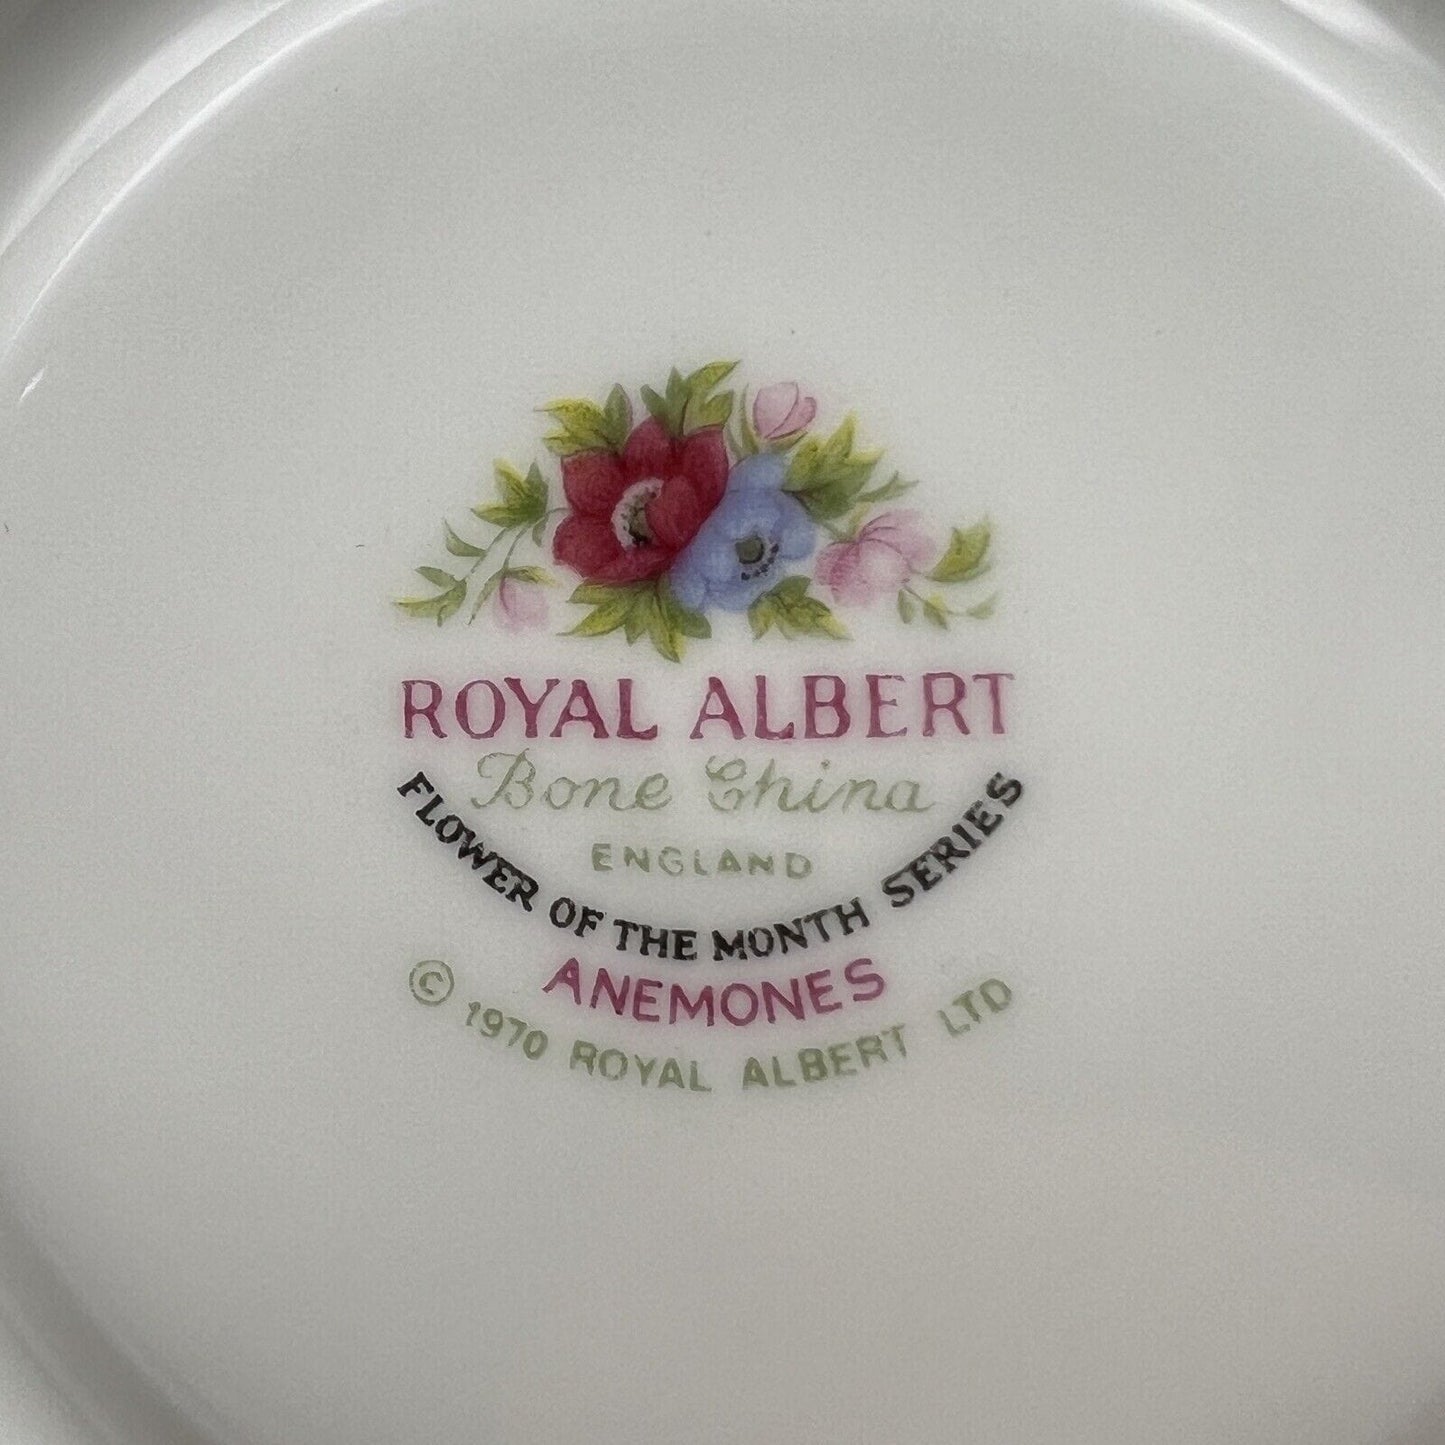 ROYAL ALBERT
Bone China
ENGLAND
FLOWER OF THE MONTH SERIES
ANEMONES
© 1970 ROYAL ALBERT LTD